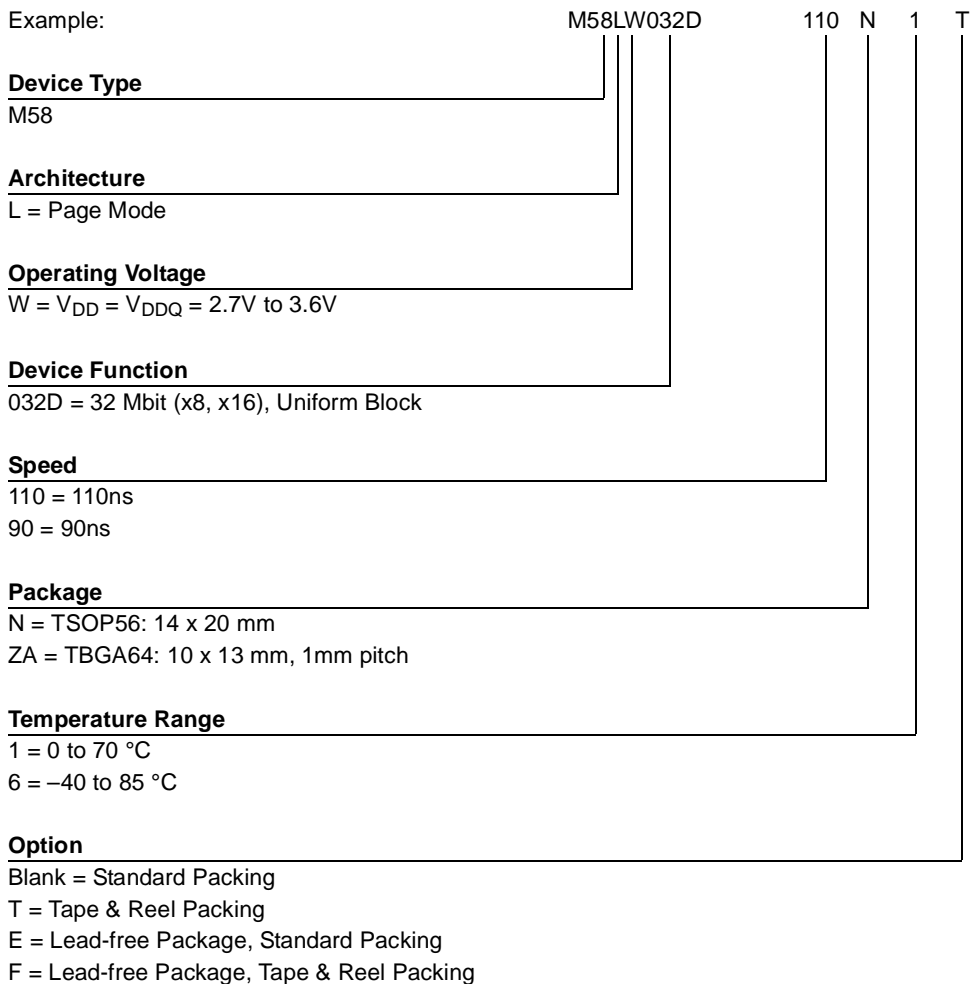 Example: M58LW032D 110 N 1 T
Device Type
M58
Architecture
L = Page Mode
Operating Voltage
W = VDD = VDDQ = 2.7V to 3.6V
Device Function
032D = 32 Mbit (x8, x16), Uniform Block
Speed
110 = 110ns
90 = 90ns
Package
N = TSOP56: 14 x 20 mm
ZA = TBGA64: 10 x 13 mm, 1mm pitch
Temperature Range
1 = 0 to 70 °C
6 = –40 to 85 °C
Option
Blank = Standard Packing
T = Tape & Reel Packing
E = Lead-free Package, Standard Packing
F = Lead-free Package, Tape & Reel Packing